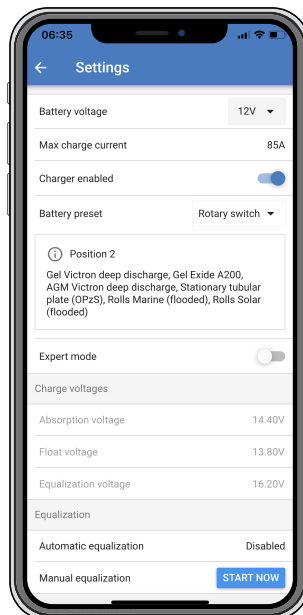 06:35
Settings
Battery voltage 12V
Max charge current 85A
Charger enabled
Battery preset Rotary switch
Position 2
Gel Victron deep discharge, Gel Exide A200,
AGM Victron deep discharge, Stationary tubular
plate (OPzS), Rolls Marine (flooded), Rolls Solar
(flooded)
Expert mode
Charge voltages
Absorption voltage 14.40V
Float voltage 13.80V
Equalization voltage 16.20V
Equalization
Automatic equalization Disabled
Manual equalization START NOW